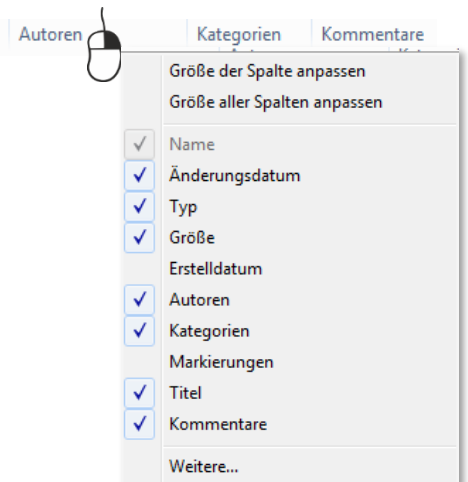 Autoren Kategorien Kommentare
Größe der Spalte anpassen
Größe aller Spalten anpassen
Name
Änderungsdatum
Typ
Größe
Erstelldatum
Autoren
Kategorien
Markierungen
Titel
Kommentare
Weitere...